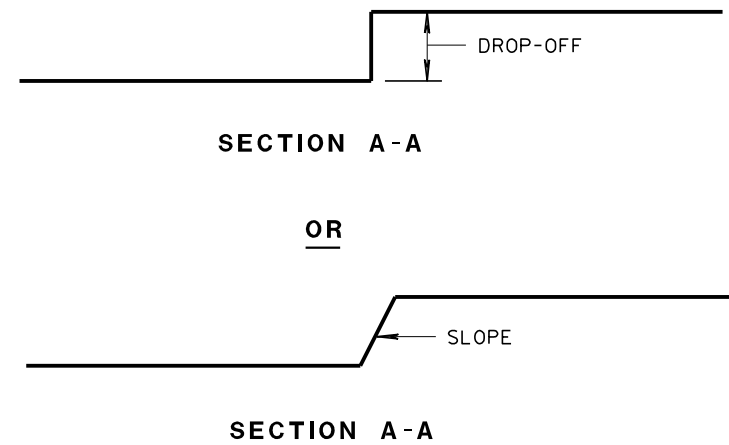 DROP-OFF
SECTION A-A
OR
SLOPE
SECTION A-A